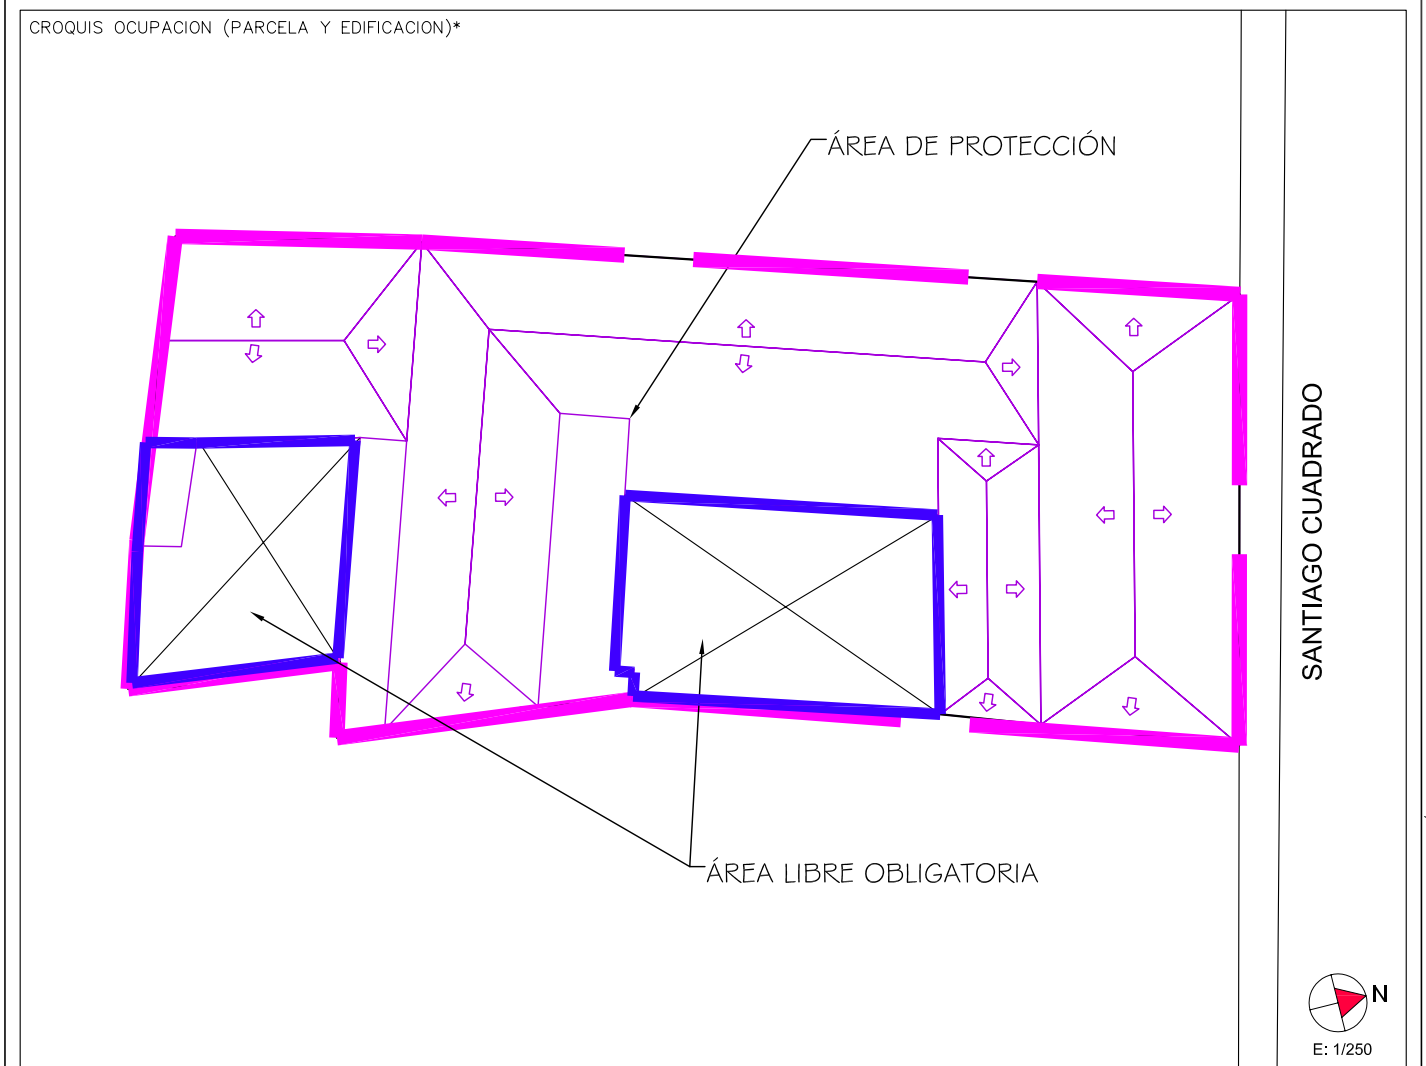 CROQUIS OCUPACION (PARCELA Y EDIFICACION)*
ÁREA DE PROTECCIÓN
SANTIAGO CUADRADO
ÁREA LIBRE OBLIGATORIA
N
E: 1/250